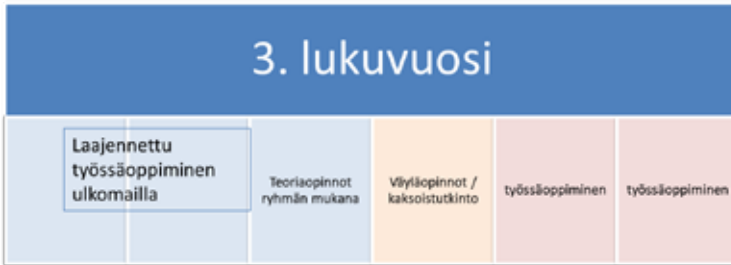 3. lukuvuosi
Laajennettu
työssäoppiminen
ulkomailla
Teoriaopinnot
ryhmän mukana
Väyläopinnot /
kaksoistutkinto
työssäoppiminen
työssäoppiminen